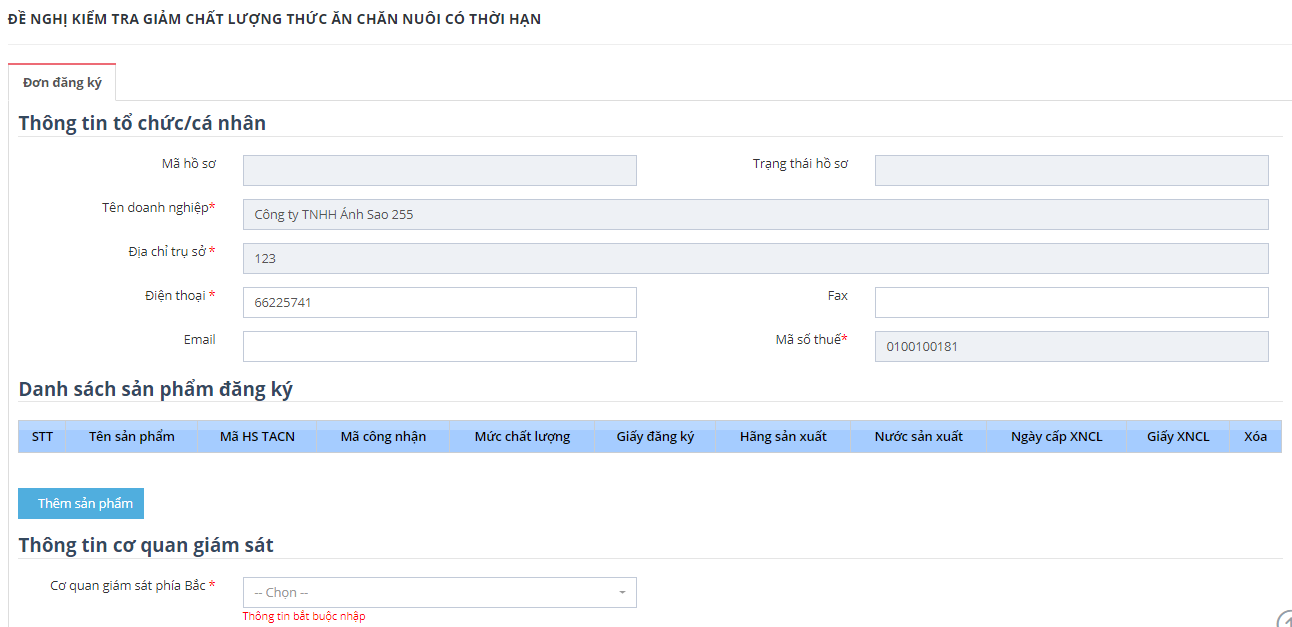 ĐỀ NGHỊ KIỂM TRA GIẢM CHẤT LƯỢNG THỨC ĂN CHĂN NUÔI CÓ THỜI HẠN
Đơn đăng ký
Thông tin tổ chức/cá nhân
Mã hồ sơ Trạng thái hồ sơ
Tên doanh nghiệp* Công ty TNHH Ánh Sao 255
Địa chỉ trụ sở * 123
Điện thoại * 66225741 Fax
Email Mã số thuế* 0100100181
Danh sách sản phẩm đăng ký
STT Tên sản phẩm Mã HS TACN Mã công nhận Mức chất lượng Giấy đăng ký Hãng sản xuất Nước sản xuất Ngày cấp XNCL Giấy XNCL Xóa
Thêm sản phẩm
Thông tin cơ quan giám sát
Cơ quan giám sát phía Bắc * -- Chọn --
Thông tin bắt buộc nhập